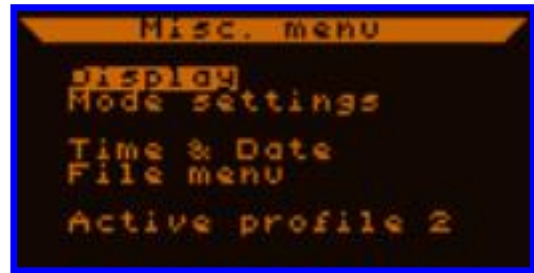 Misc. menu
Display
Mode settings
Time & Date
File menu
Active profile 2